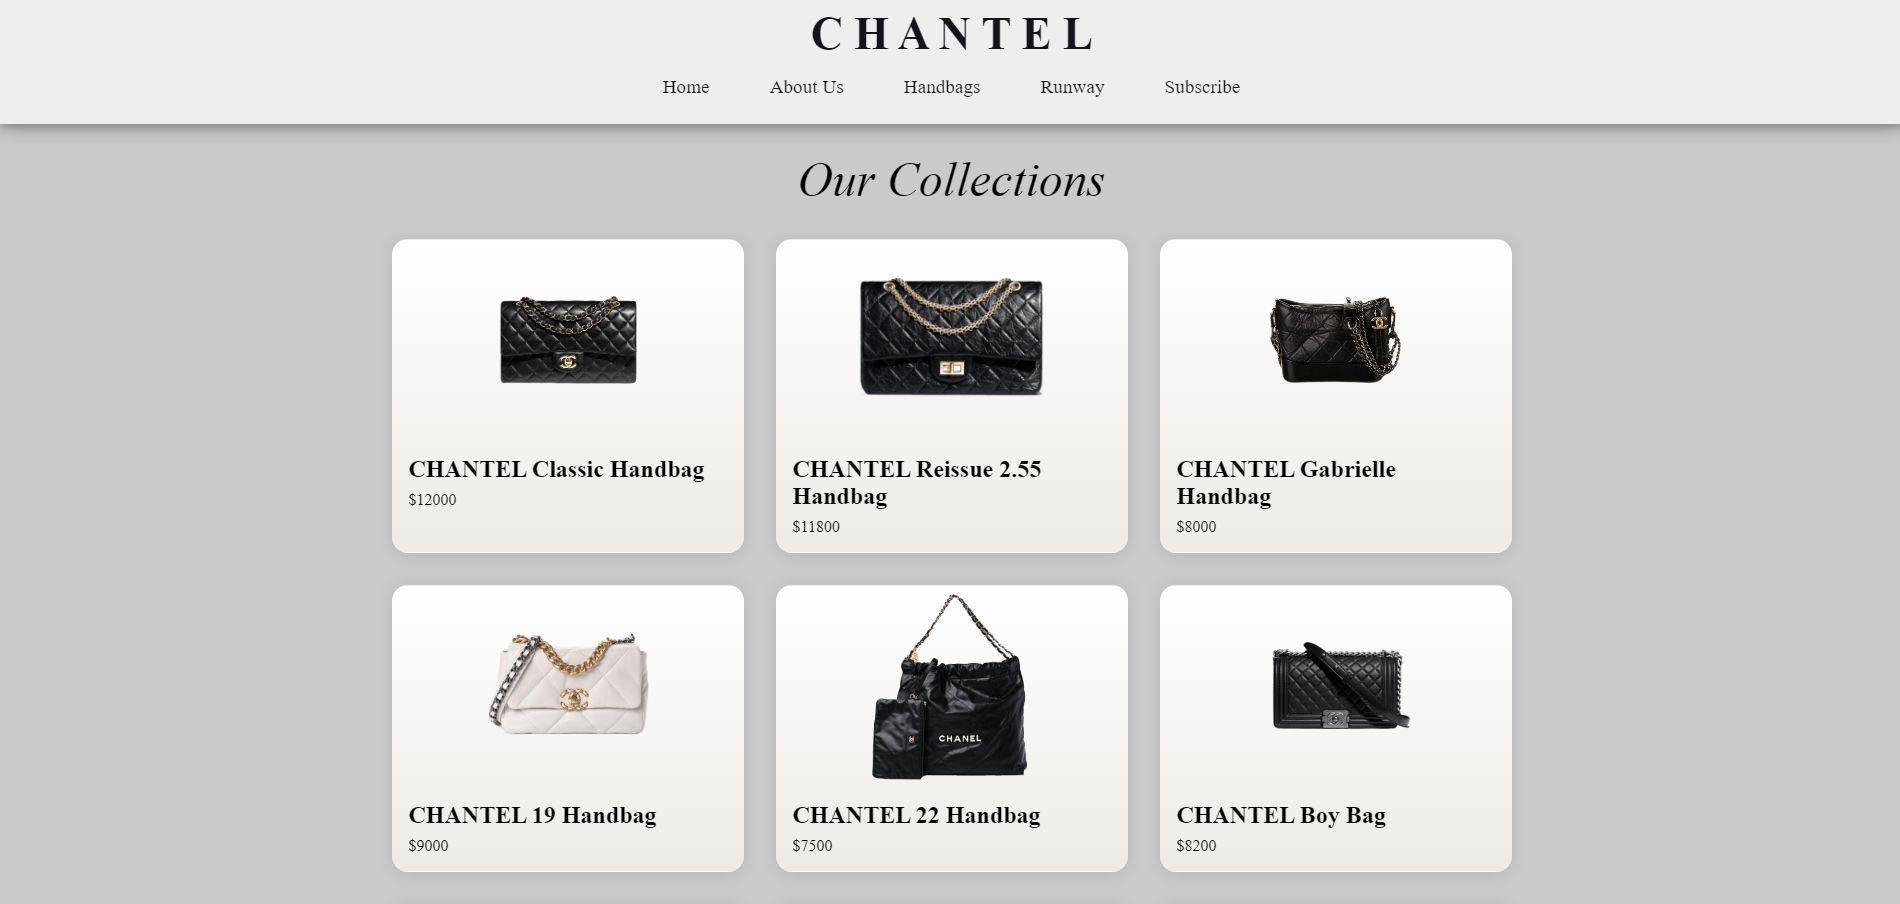 CHANTEL
Home About Us Handbags Runway Subscribe
Our Collections
CHANTEL Classic Handbag
$12000
CHANTEL Reissue 2.55
Handbag
$11800
CHANTEL Gabrielle
Handbag
$8000
CHANEL
CHANTEL 19 Handbag
$9000
CHANTEL 22 Handbag
$7500
CHANTEL Boy Bag
$8200